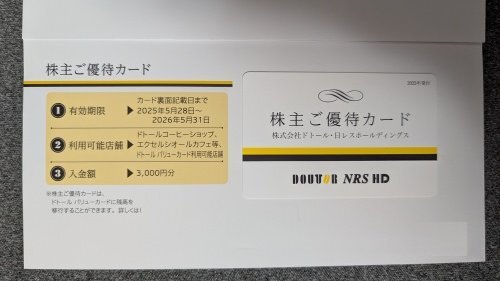 株主ご優待カード
1 有効期限 ▶ カード裏面記載日まで
2025年5月28日〜
2026年5月31日
2 利用可能店舗 ▶ ドトールコーヒーショップ、
エクセルシオールカフェ等、
ドトール バリューカード利用可能店舗
3 入金額 ▶ 3,000円分
※株主ご優待カードは、
ドトール バリューカードに残高を
移行することができます。詳しくは!
2025年発行
株主ご優待カード
株式会社ドトール・日レスホールディングス
DOUTOR NRS HD